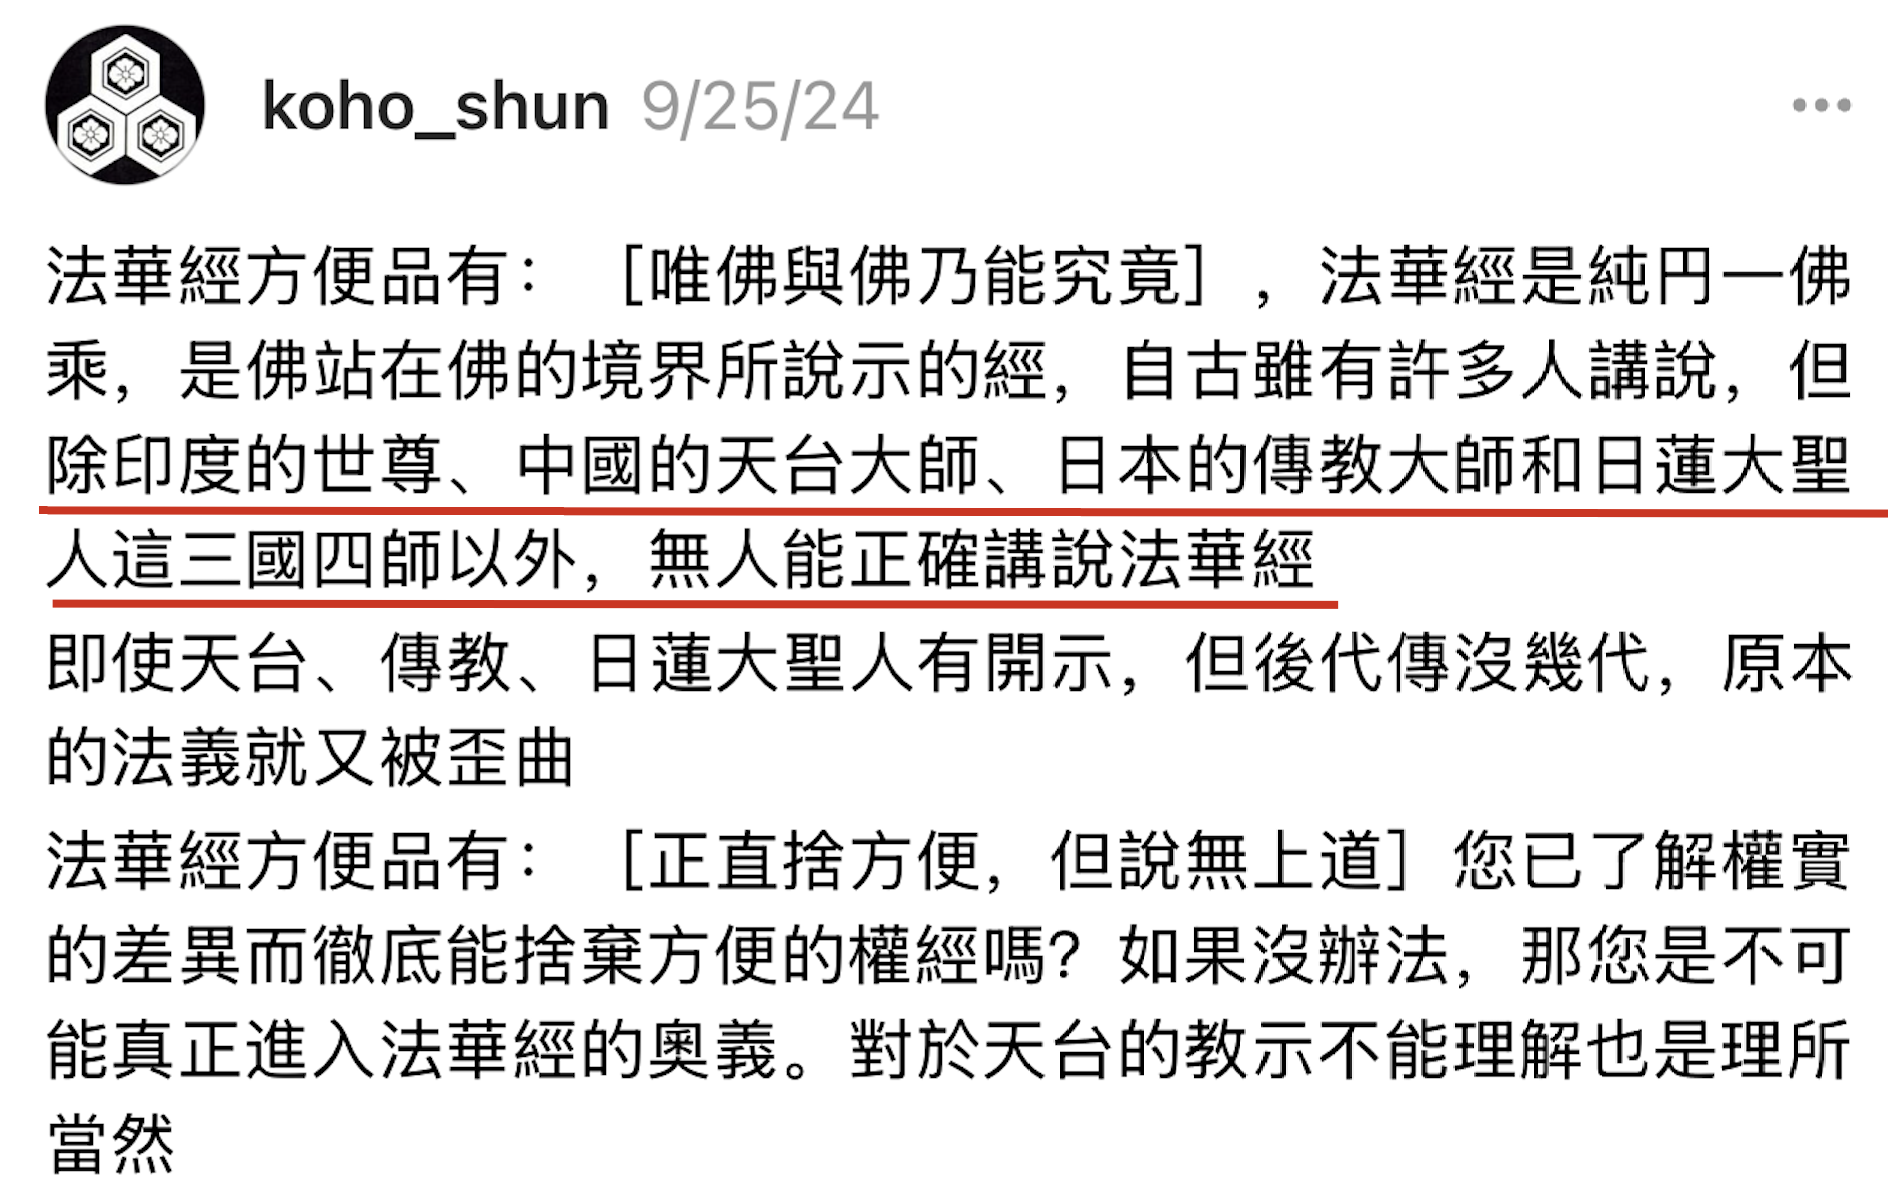 koho_shun 9/25/24
法華經方便品有：［唯佛與佛乃能究竟］，法華經是純円一佛
乘，是佛站在佛的境界所說示的經，自古雖有許多人講說，但
除印度的世尊、中國的天台大師、日本的傳教大師和日蓮大聖
人這三國四師以外，無人能正確講說法華經
即使天台、傳教、日蓮大聖人有開示，但後代傳沒幾代，原本
的法義就又被歪曲
法華經方便品有：［正直捨方便，但說無上道］您已了解權實
的差異而徹底能捨棄方便的權經嗎？如果沒辦法，那您是不可
能真正進入法華經的奧義。對於天台的教示不能理解也是理所
當然